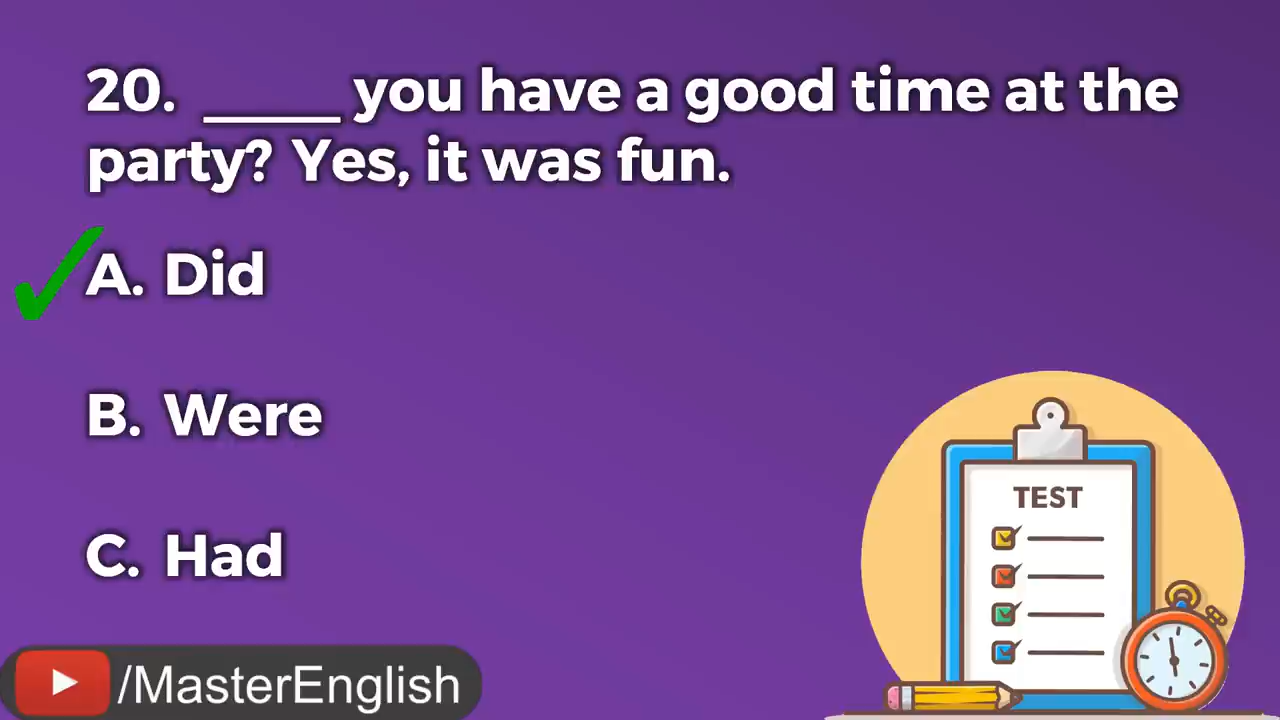 20. _____ you have a good time at the
party? Yes, it was fun.
A. Did
B. Were
C. Had
TEST
/MasterEnglish